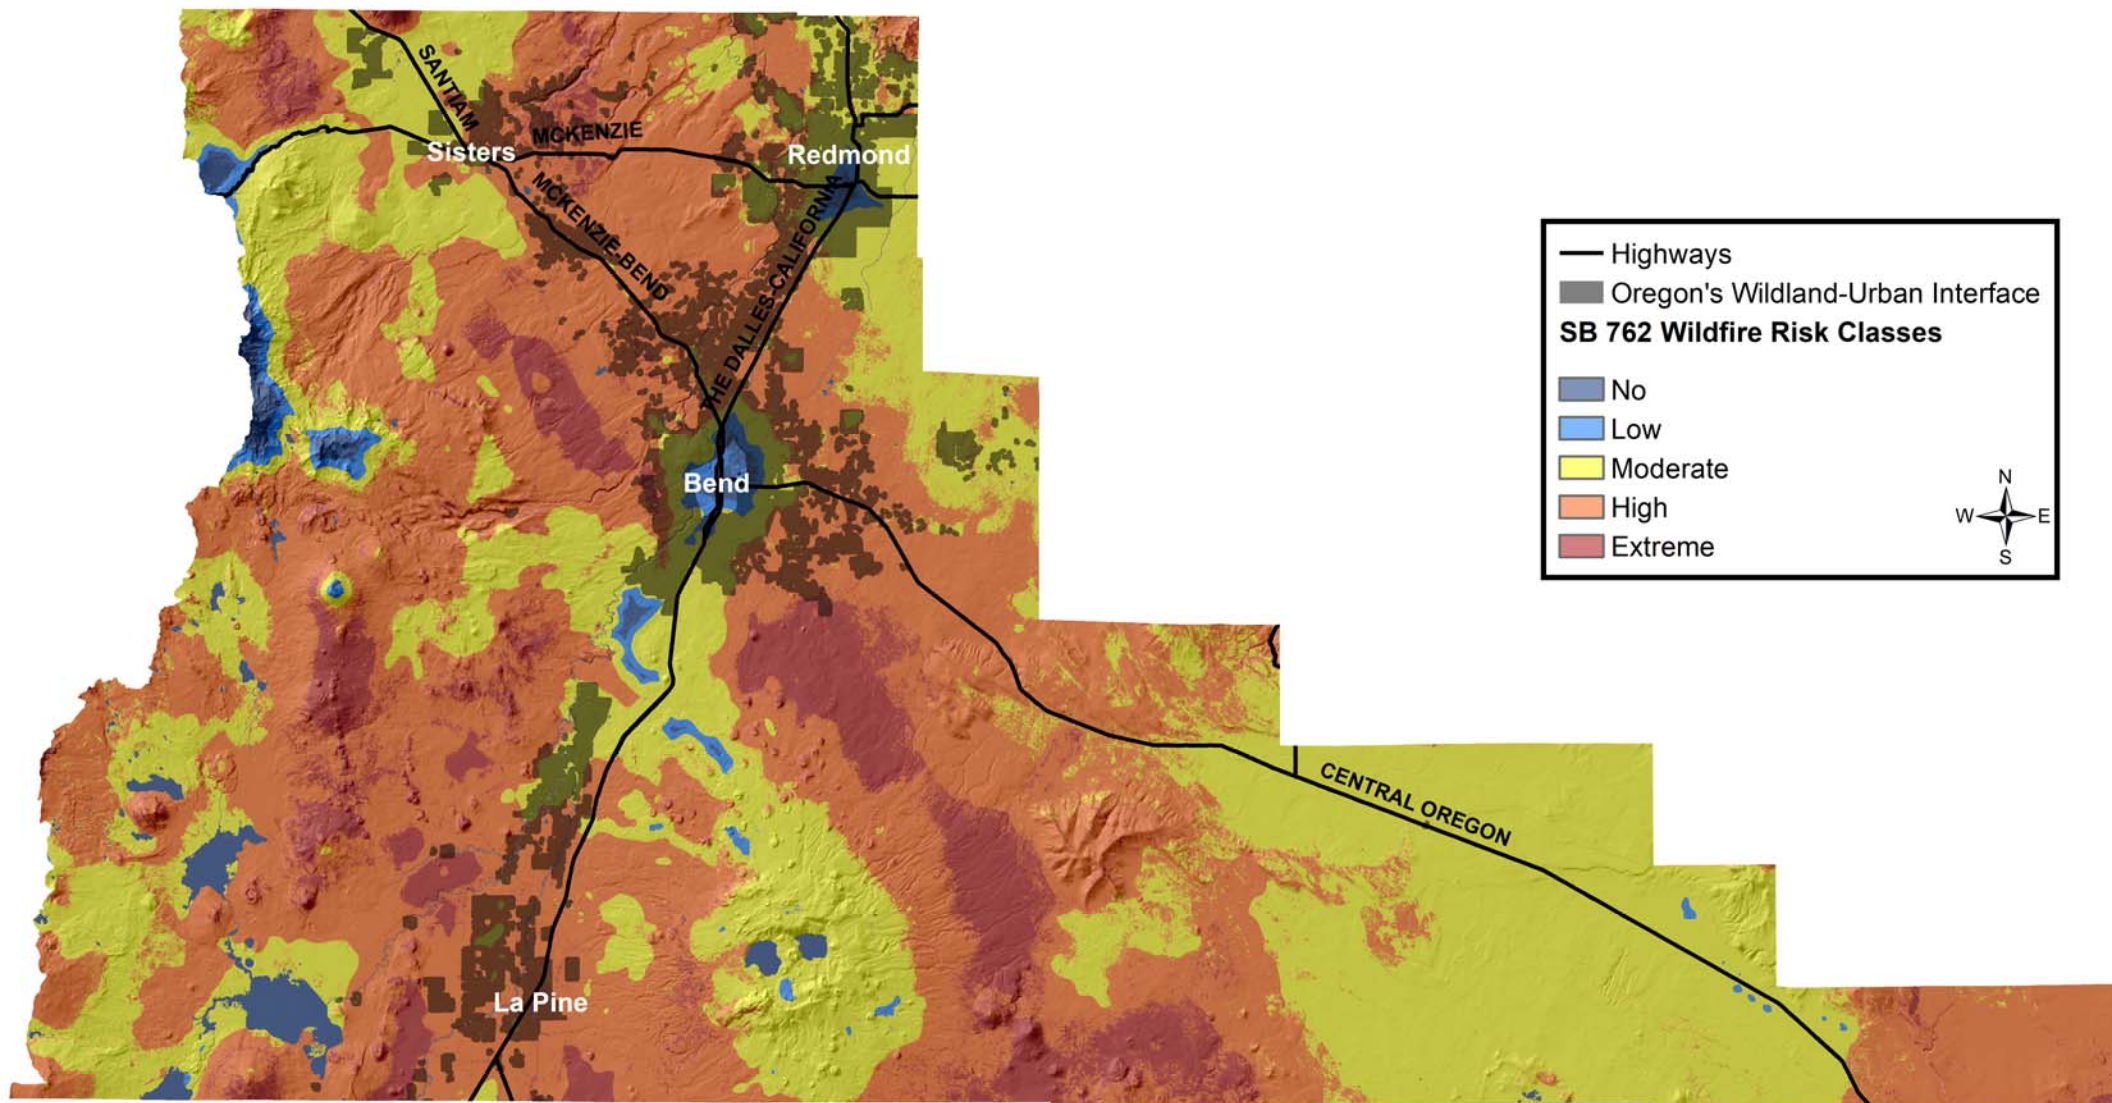 SANTIAM
MCKENZIE
Sisters
Redmond
MCKENZIE-BEND
THE DALLES-CALIFORNIA
Bend
CENTRAL OREGON
La Pine
Highways
Oregon's Wildland-Urban Interface
SB 762 Wildfire Risk Classes
No
Low
Moderate
High
Extreme
N
W E
S